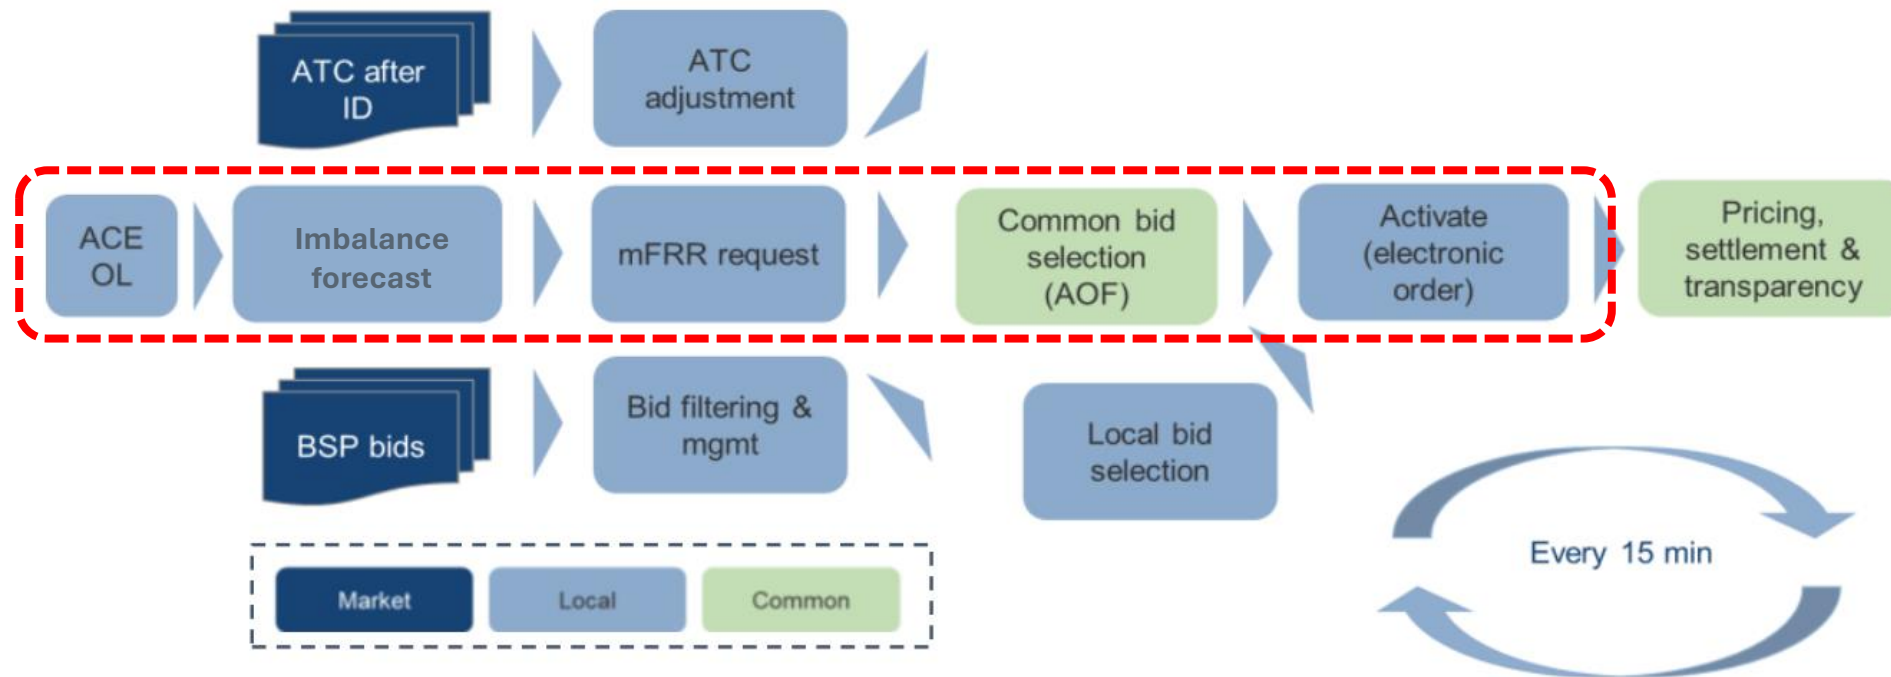 ATC after
ID
ATC
adjustment
ACE
OL
Imbalance
forecast
mFRR request
Common bid
selection
(AOF)
Activate
(electronic
order)
Pricing,
settlement &
transparency
BSP bids
Bid filtering &
mgmt
Local bid
selection
Every 15 min
Market
Local
Common